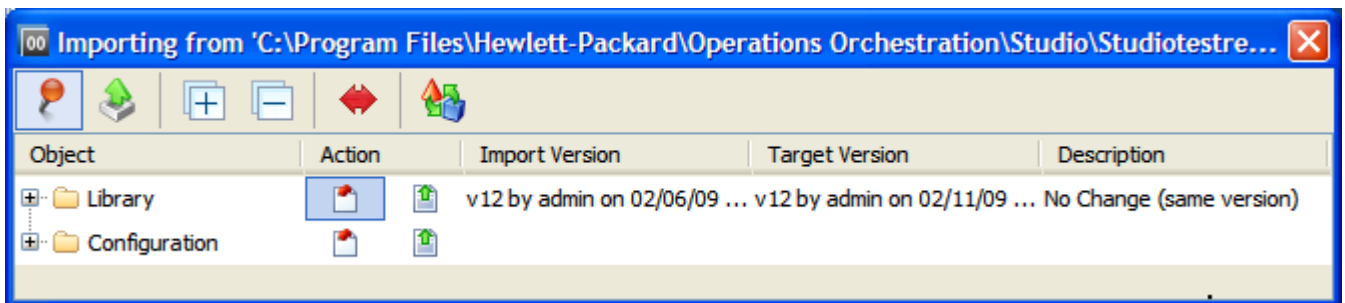 Importing from 'C:\Program Files\Hewlett-Packard\Operations Orchestration\Studio\Studiotestre...
Object Action Import Version Target Version Description
Library v12 by admin on 02/06/09 ... v12 by admin on 02/11/09 ... No Change (same version)
Configuration